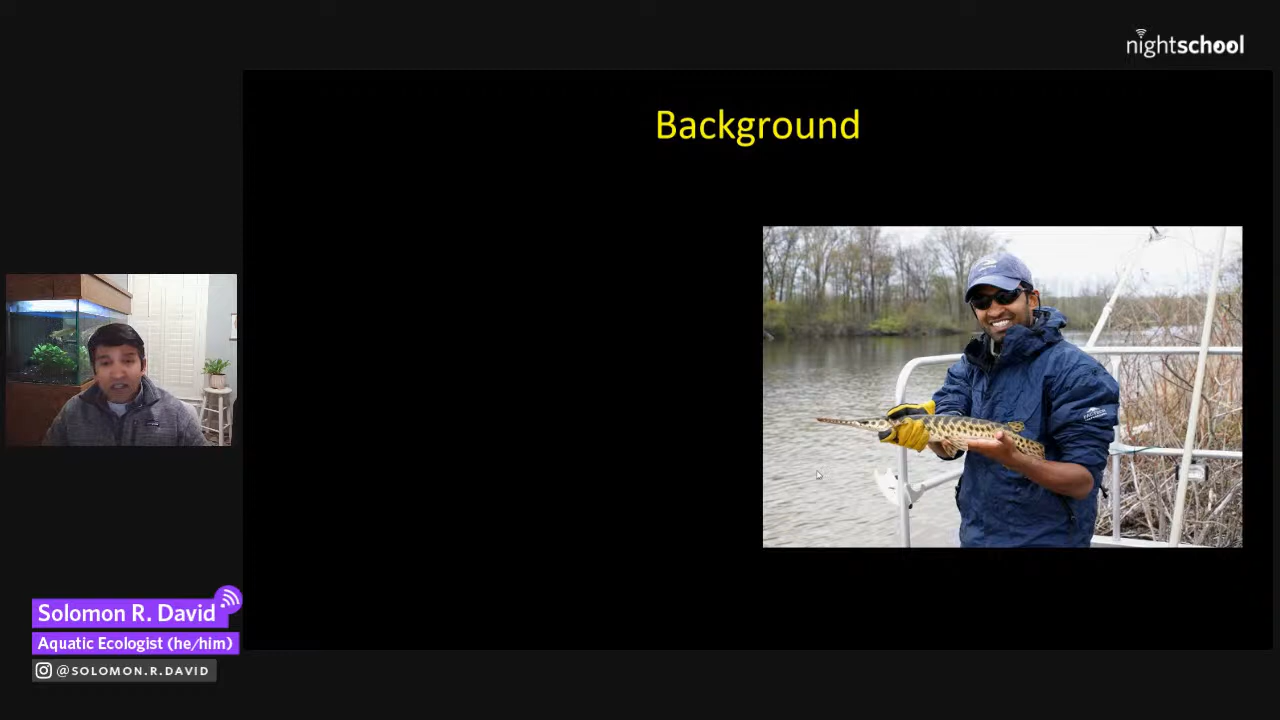 nightschool
Background
Solomon R. David
Aquatic Ecologist (he/him)
@SOLOMON.R.DAVID